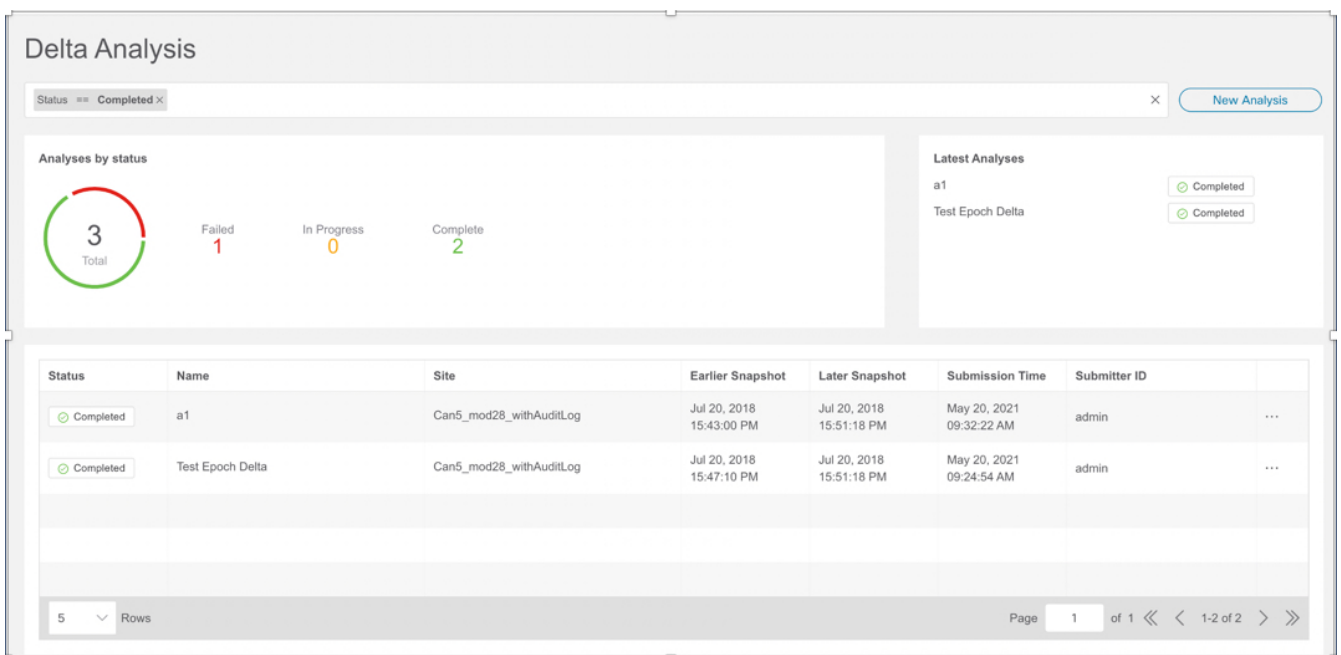 Delta Analysis
Status == Completed ×
× New Analysis
Analyses by status
3
Total
Failed
1
In Progress
0
Complete
2
Latest Analyses
a1 Completed
Test Epoch Delta Completed
Status Name Site Earlier Snapshot Later Snapshot Submission Time Submitter ID
Completed a1 Can5_mod28_withAuditLog Jul 20, 2018 15:43:00 PM Jul 20, 2018 15:51:18 PM May 20, 2021 09:32:22 AM admin ...
Completed Test Epoch Delta Can5_mod28_withAuditLog Jul 20, 2018 15:47:10 PM Jul 20, 2018 15:51:18 PM May 20, 2021 09:24:54 AM admin ...
5 Rows Page 1 of 1 1-2 of 2